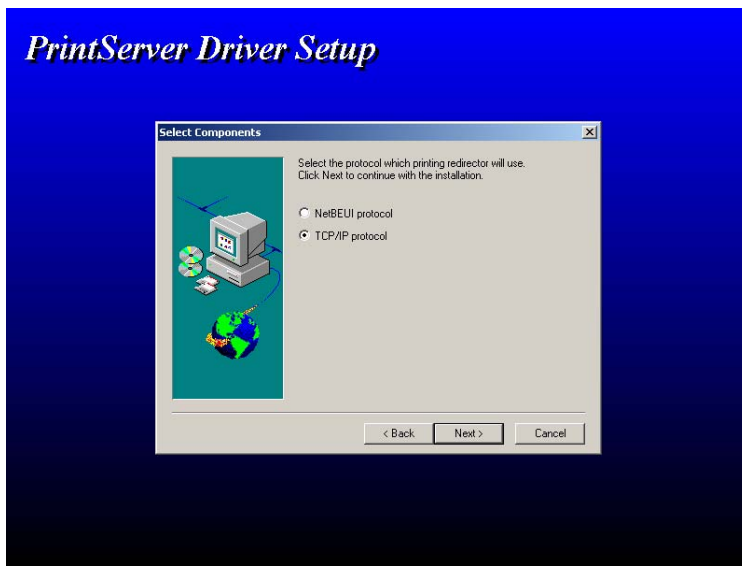 PrintServer Driver Setup
Select Components
Select the protocol which printing redirector will use.
Click Next to continue with the installation.
NetBEUI protocol
TCP/IP protocol
< Back
Next >
Cancel